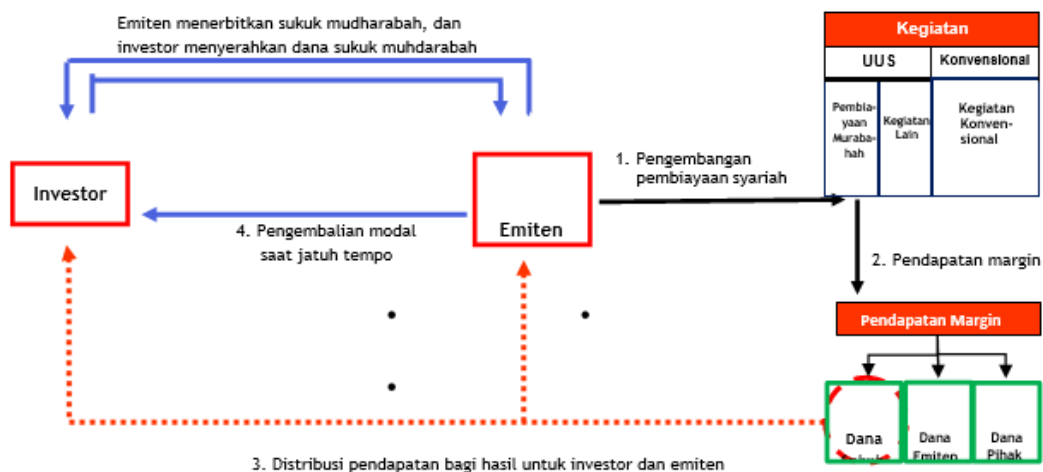 Emiten menerbitkan sukuk mudharabah, dan
investor menyerahkan dana sukuk muhdarabah
Kegiatan
UUS
Konvensional
Pembia-
yaan
Muraba-
hah
Kegiatan
Lain
Kegiatan
Konven-
sional
1. Pengembangan
pembiayaan syariah
Investor
Emiten
4. Pengembalian modal
saat jatuh tempo
2. Pendapatan margin
Pendapatan Margin
Dana
Dana
Emiten
Dana
Pihak
3. Distribusi pendapatan bagi hasil untuk investor dan emiten